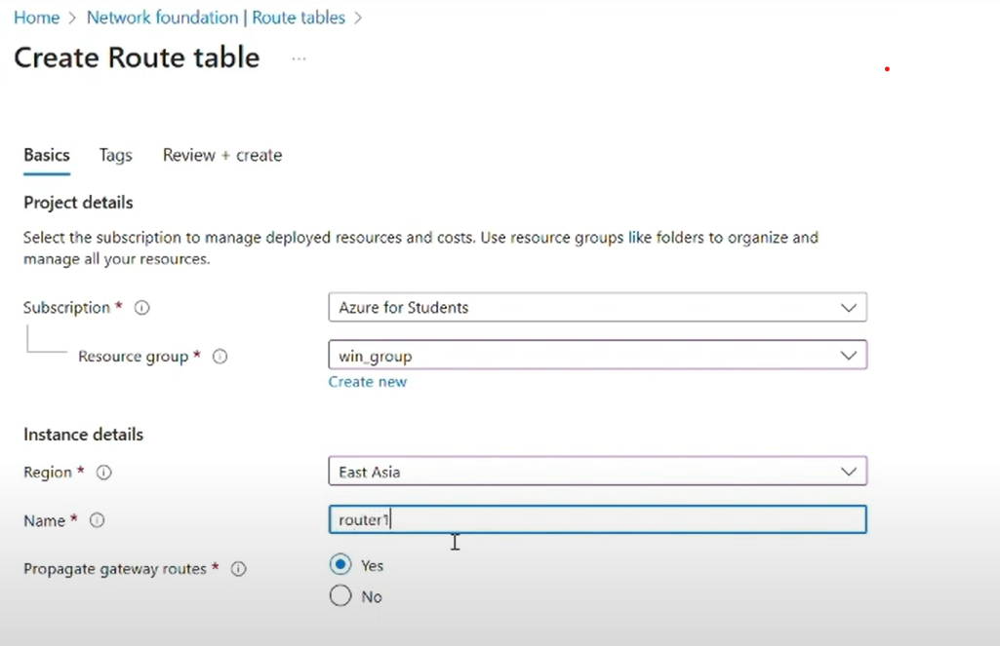 Home > Network foundation | Route tables >
Create Route table ...
Basics Tags Review + create
Project details
Select the subscription to manage deployed resources and costs. Use resource groups like folders to organize and
manage all your resources.
Subscription * Azure for Students
Resource group * win_group
Create new
Instance details
Region * East Asia
Name * router1
Propagate gateway routes * Yes
No